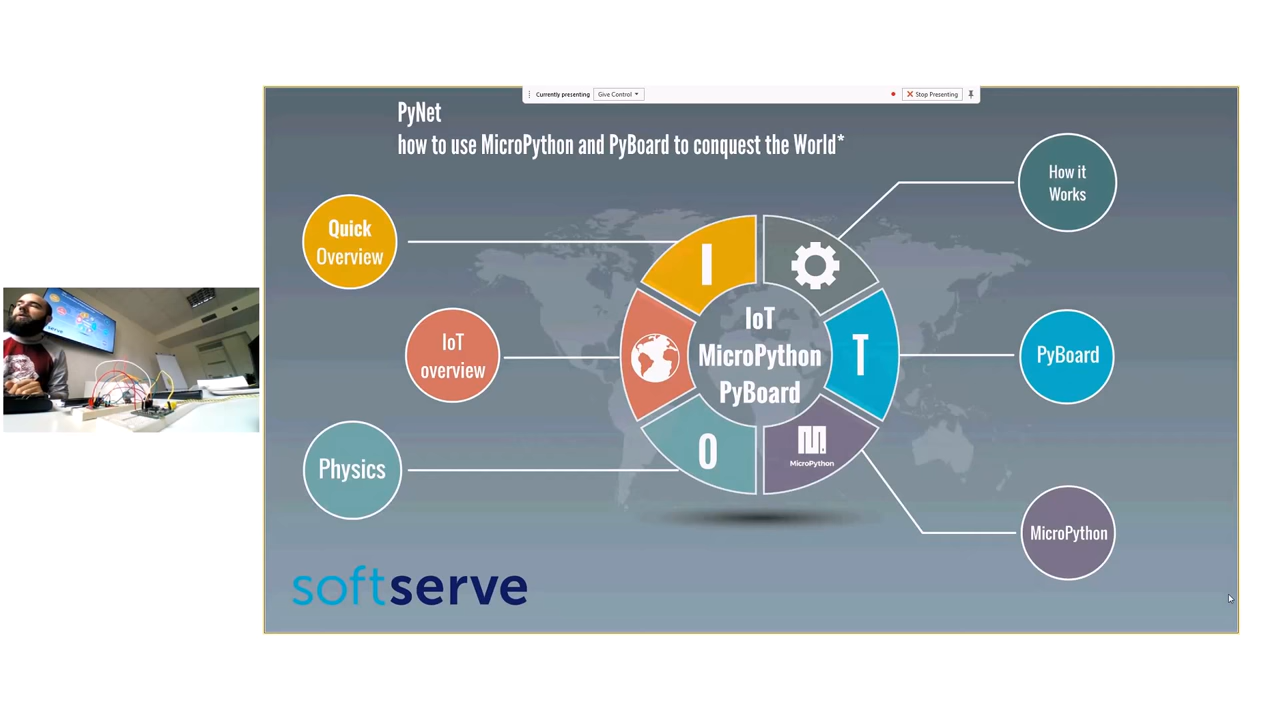 Currently presenting
Give Control
Stop Presenting
PyNet
how to use MicroPython and PyBoard to conquest the World*
How it
Works
Quick
Overview
I
IoT
overview
IoT
MicroPython
PyBoard
T
PyBoard
Physics
O
MicroPython
MicroPython
softserve
serve